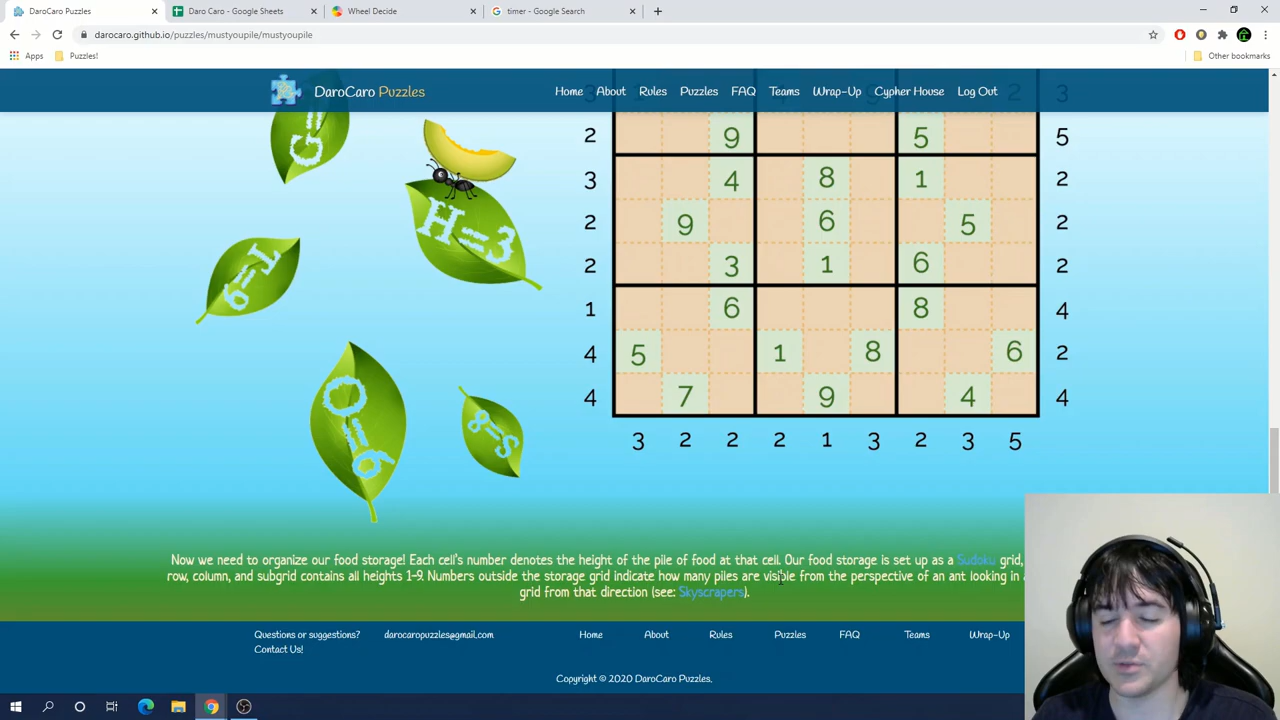 DaroCaro Puzzles
Daro Caro - Google Sheets
Wheel Decide
timer - Google Search
darocaro.github.io/puzzles/mustyoupile/mustyoupile
Apps
Puzzles!
Other bookmarks
DaroCaro Puzzles
Home About Rules Puzzles FAQ Teams Wrap-Up Cypher House Log Out
2 9 5 5
3 4 8 1 2
2 9 6 5 2
2 3 1 6 2
1 6 8 4
4 5 1 8 6 2
4 7 9 4 4
3 2 2 2 1 3 2 3 5
G=
H=3
T=6
O=9
S=8
Now we need to organize our food storage! Each cell's number denotes the height of the pile of food at that cell. Our food storage is set up as a Sudoku grid,
row, column, and subgrid contains all heights 1-9. Numbers outside the storage grid indicate how many piles are visible from the perspective of an ant looking in
grid from that direction (see: Skyscrapers).
Questions or suggestions? darocaropuzzles@gmail.com Home About Rules Puzzles FAQ Teams Wrap-Up
Contact Us!
Copyright © 2020 DaroCaro Puzzles.